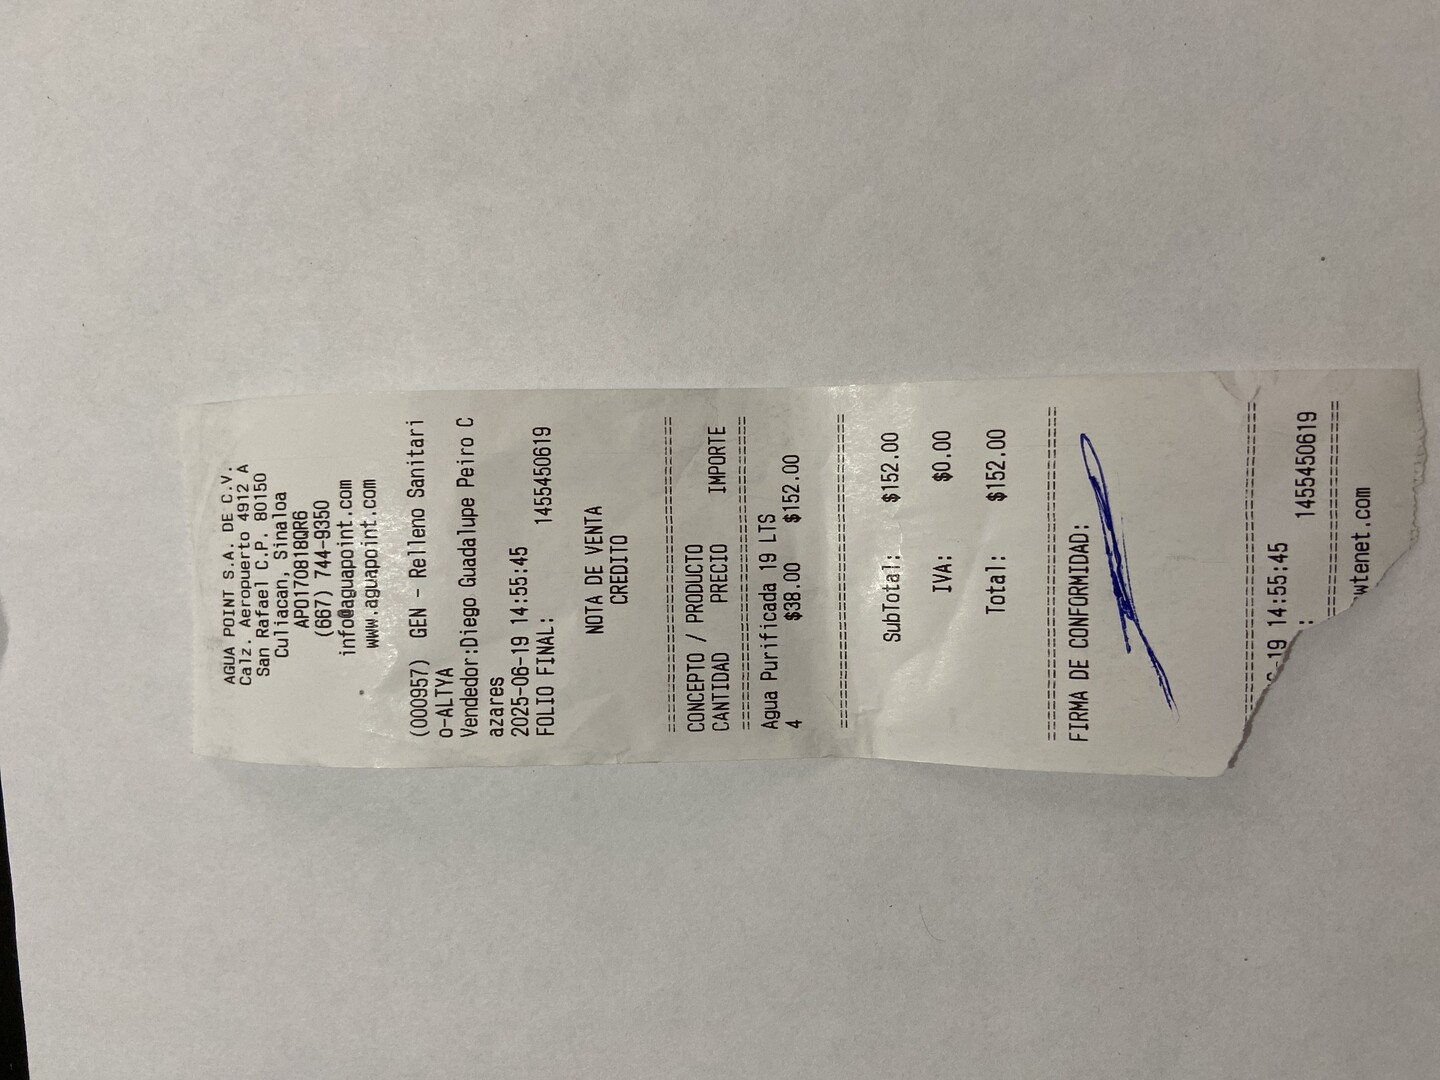 AGUA POINT S.A. DE C.V.
Calz. Aeropuerto 4912 A
San Rafael C.P. 80150
Culiacan, Sinaloa
APO170818QR6
(667) 744-9350
info@aguapoint.com
www.aguapoint.com
(000957) GEN - Relleno Sanitari
o-ALTYA
Vendedor:Diego Guadalupe Peiro C
azares
2025-06-19 14:55:45
FOLIO FINAL: 1455450619
NOTA DE VENTA
CREDITO
================================
CONCEPTO / PRODUCTO
CANTIDAD PRECIO IMPORTE
================================
Agua Purificada 19 LTS
4 $38.00 $152.00
================================
SubTotal: $152.00
IVA: $0.00
Total: $152.00
==================================
FIRMA DE CONFORMIDAD:
==============================
-19 14:55:45
: 1455450619
======================
wtenet.com